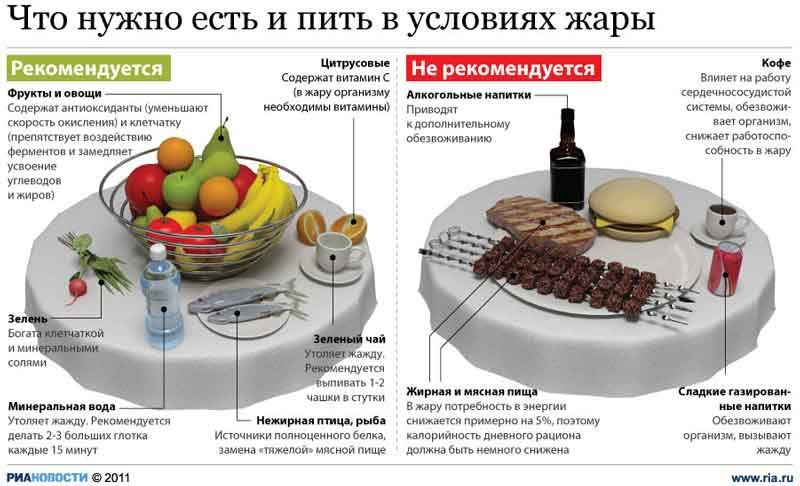 Что нужно есть и пить в условиях жары
Рекомендуется
Фрукты и овощи
Содержат антиоксиданты (уменьшают
скорость окисления) и клетчатку
(препятствует воздействию
ферментов и замедляет
усвоение
углеводов
и жиров)
Цитрусовые
Содержат витамин С
(в жару организму
необходимы витамины)
Зелень
Богата клетчаткой
и минеральными
солями
Зеленый чай
Утоляет жажду.
Рекомендуется
выпивать 1-2
чашки в сутки
Минеральная вода
Утоляет жажду. Рекомендуется
делать 2-3 больших глотка
каждые 15 минут
Нежирная птица, рыба
Источники полноценного белка,
замена «тяжелой» мясной пище
Не рекомендуется
Алкогольные напитки
Приводят
к дополнительному
обезвоживанию
Кофе
Влияет на работу
сердечнососудистой
системы, обезвожи-
вает организм,
снижает работоспо-
собность в жару
Жирная и мясная пища
В жару потребность в энергии
снижается примерно на 5%, поэтому
калорийность дневного рациона
должна быть немного снижена
Сладкие газирован-
ные напитки
Обезвоживают
организм, вызывают
жажду
РИАНОВОСТИ © 2011
www.ria.ru